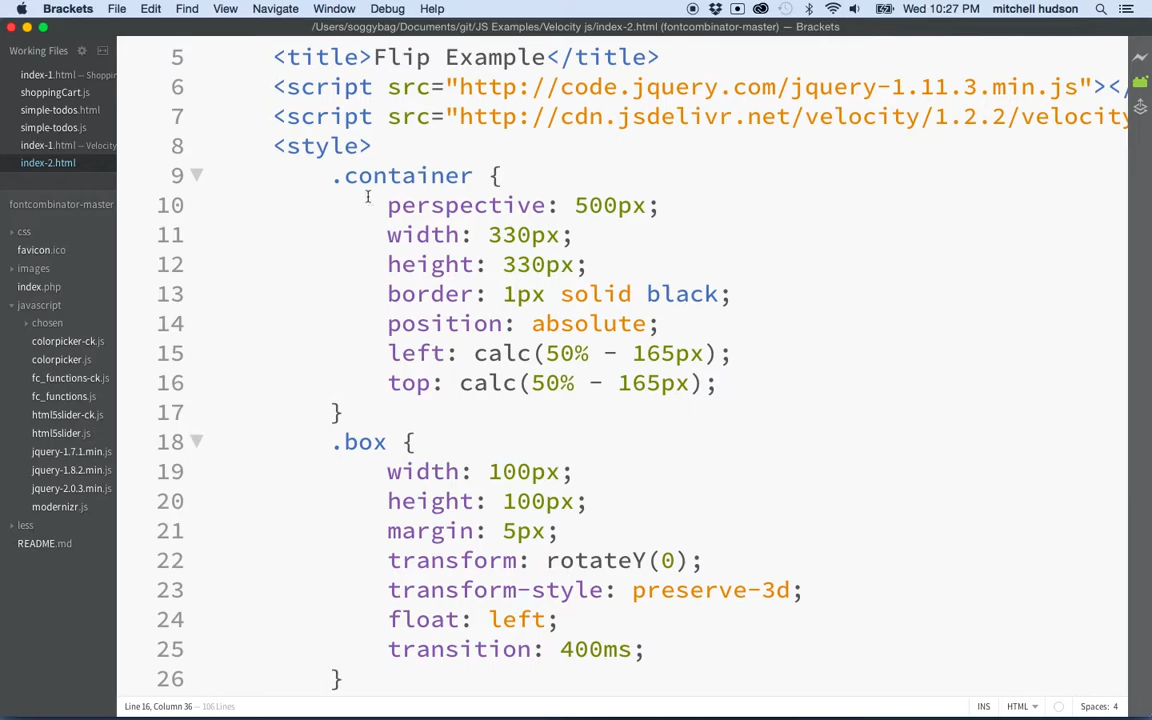 Brackets File Edit Find View Navigate Window Debug Help Wed 10:27 PM mitchell hudson
/Users/soggybag/Documents/git/JS Examples/Velocity js/index-2.html (fontcombinator-master) — Brackets
Working Files
index-1.html — Shoppin
shoppingCart.js
simple-todos.html
simple-todos.js
index-1.html — Velocity
index-2.html
fontcombinator-master
css
favicon.ico
images
index.php
javascript
chosen
colorpicker-ck.js
colorpicker.js
fc_functions-ck.js
fc_functions.js
html5slider-ck.js
html5slider.js
jquery-1.7.1.min.js
jquery-1.8.2.min.js
jquery-2.0.3.min.js
modernizr.js
less
README.md
5 <title>Flip Example</title>
6 <script src="http://code.jquery.com/jquery-1.11.3.min.js"></
7 <script src="http://cdn.jsdelivr.net/velocity/1.2.2/velocity
8 <style>
9 .container {
10 perspective: 500px;
11 width: 330px;
12 height: 330px;
13 border: 1px solid black;
14 position: absolute;
15 left: calc(50% - 165px);
16 top: calc(50% - 165px);
17 }
18 .box {
19 width: 100px;
20 height: 100px;
21 margin: 5px;
22 transform: rotateY(0);
23 transform-style: preserve-3d;
24 float: left;
25 transition: 400ms;
26 }
Line 16, Column 36 — 106 Lines INS HTML Spaces: 4